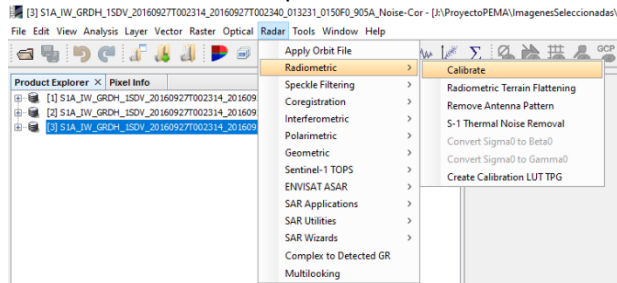 [3] S1A_IW_GRDH_1SDV_20160927T002314_20160927T002340_013231_0150F0_905A_Noise-Cor - [J:\ProyectoPEMA\ImagenesSeleccionadas\
File Edit View Analysis Layer Vector Raster Optical Radar Tools Window Help
GCP
Product Explorer × Pixel Info
[1] S1A_IW_GRDH_1SDV_20160927T002314_201609
[2] S1A_IW_GRDH_1SDV_20160927T002314_201609
[3] S1A_IW_GRDH_1SDV_20160927T002314_201609
Apply Orbit File
Radiometric >
Speckle Filtering >
Coregistration >
Interferometric >
Polarimetric >
Geometric >
Sentinel-1 TOPS >
ENVISAT ASAR >
SAR Applications >
SAR Utilities >
SAR Wizards >
Complex to Detected GR
Multilooking
Calibrate
Radiometric Terrain Flattening
Remove Antenna Pattern
S-1 Thermal Noise Removal
Convert Sigma0 to Beta0
Convert Sigma0 to Gamma0
Create Calibration LUT TPG